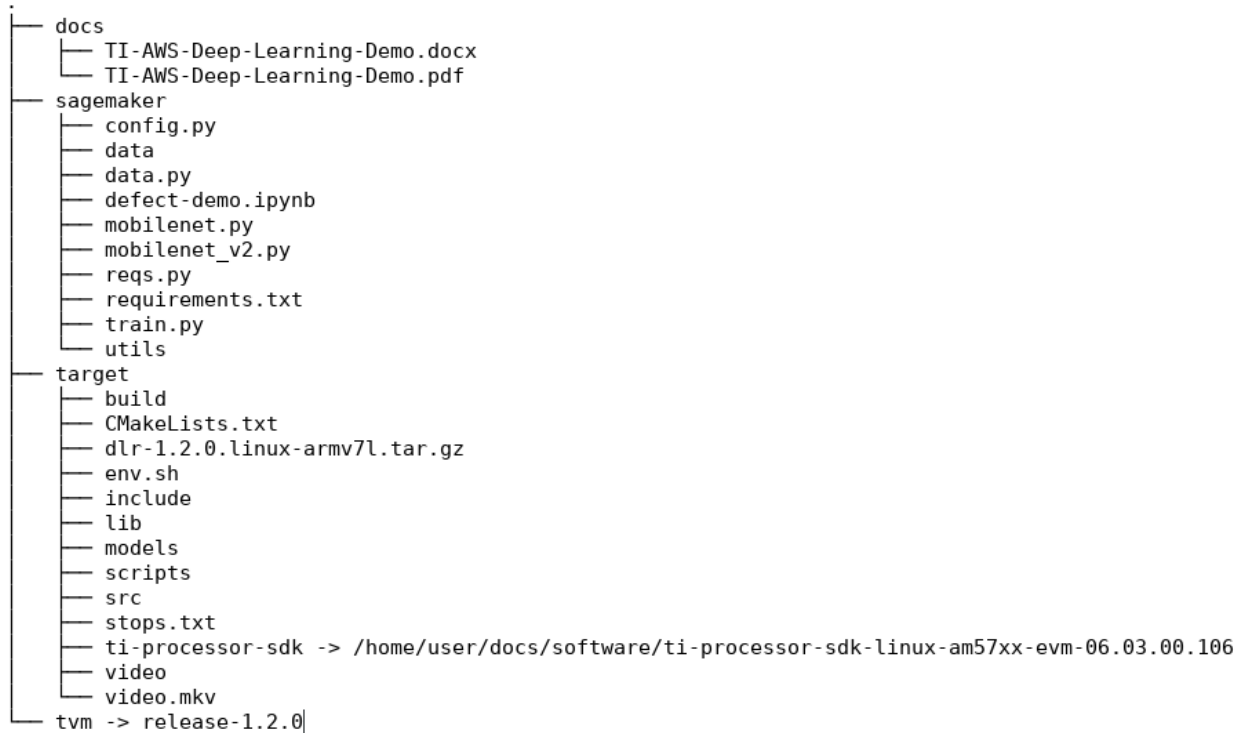 .
├── docs
│   ├── TI-AWS-Deep-Learning-Demo.docx
│   └── TI-AWS-Deep-Learning-Demo.pdf
├── sagemaker
│   ├── config.py
│   ├── data
│   ├── data.py
│   ├── defect-demo.ipynb
│   ├── mobilenet.py
│   ├── mobilenet_v2.py
│   ├── reqs.py
│   ├── requirements.txt
│   ├── train.py
│   └── utils
├── target
│   ├── build
│   ├── CMakeLists.txt
│   ├── dlr-1.2.0.linux-armv7l.tar.gz
│   ├── env.sh
│   ├── include
│   ├── lib
│   ├── models
│   ├── scripts
│   ├── src
│   ├── stops.txt
│   ├── ti-processor-sdk -> /home/user/docs/software/ti-processor-sdk-linux-am57xx-evm-06.03.00.106
│   ├── video
│   └── video.mkv
└── tvm -> release-1.2.0